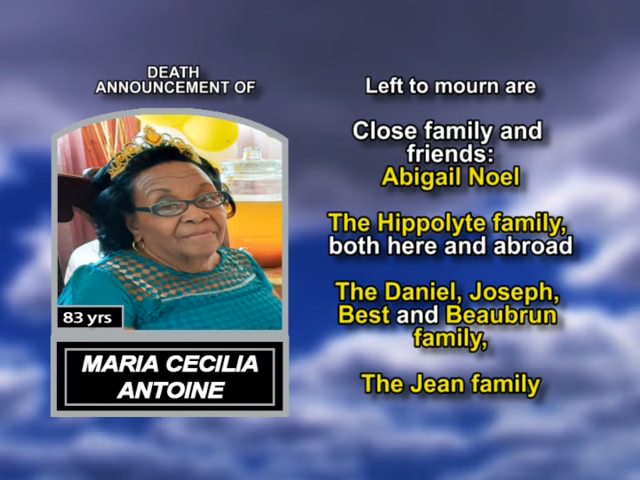 DEATH
ANNOUNCEMENT OF
83 yrs
MARIA CECILIA
ANTOINE
Left to mourn are
Close family and
friends:
Abigail Noel
The Hippolyte family,
both here and abroad
The Daniel, Joseph,
Best and Beaubrun
family,
The Jean family